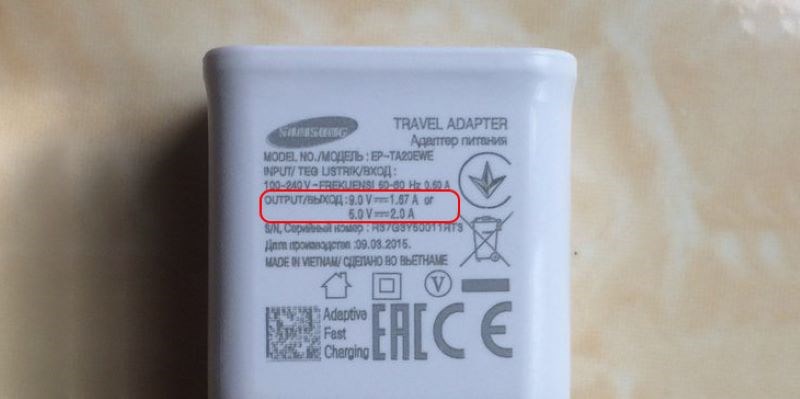 SAMSUNG
TRAVEL ADAPTER
Адаптер питания
MODEL NO./МОДЕЛЬ : EP-TA20EWE
INPUT/ TEG LISTRIK/ВХОД :
100-240 V~FREKUENSI 50-60 Hz 0.50 A
OUTPUT/ВЫХОД : 9.0 V⎓1.67 A or
5.0 V⎓2.0 A
S/N, Серийный номер :
Дата производства :09.03.2015.
MADE IN VIETNAM/ СДЕЛАНО ВО ВЬЕТНАМЕ
V
Adaptive
Fast
Charging
EAC CE